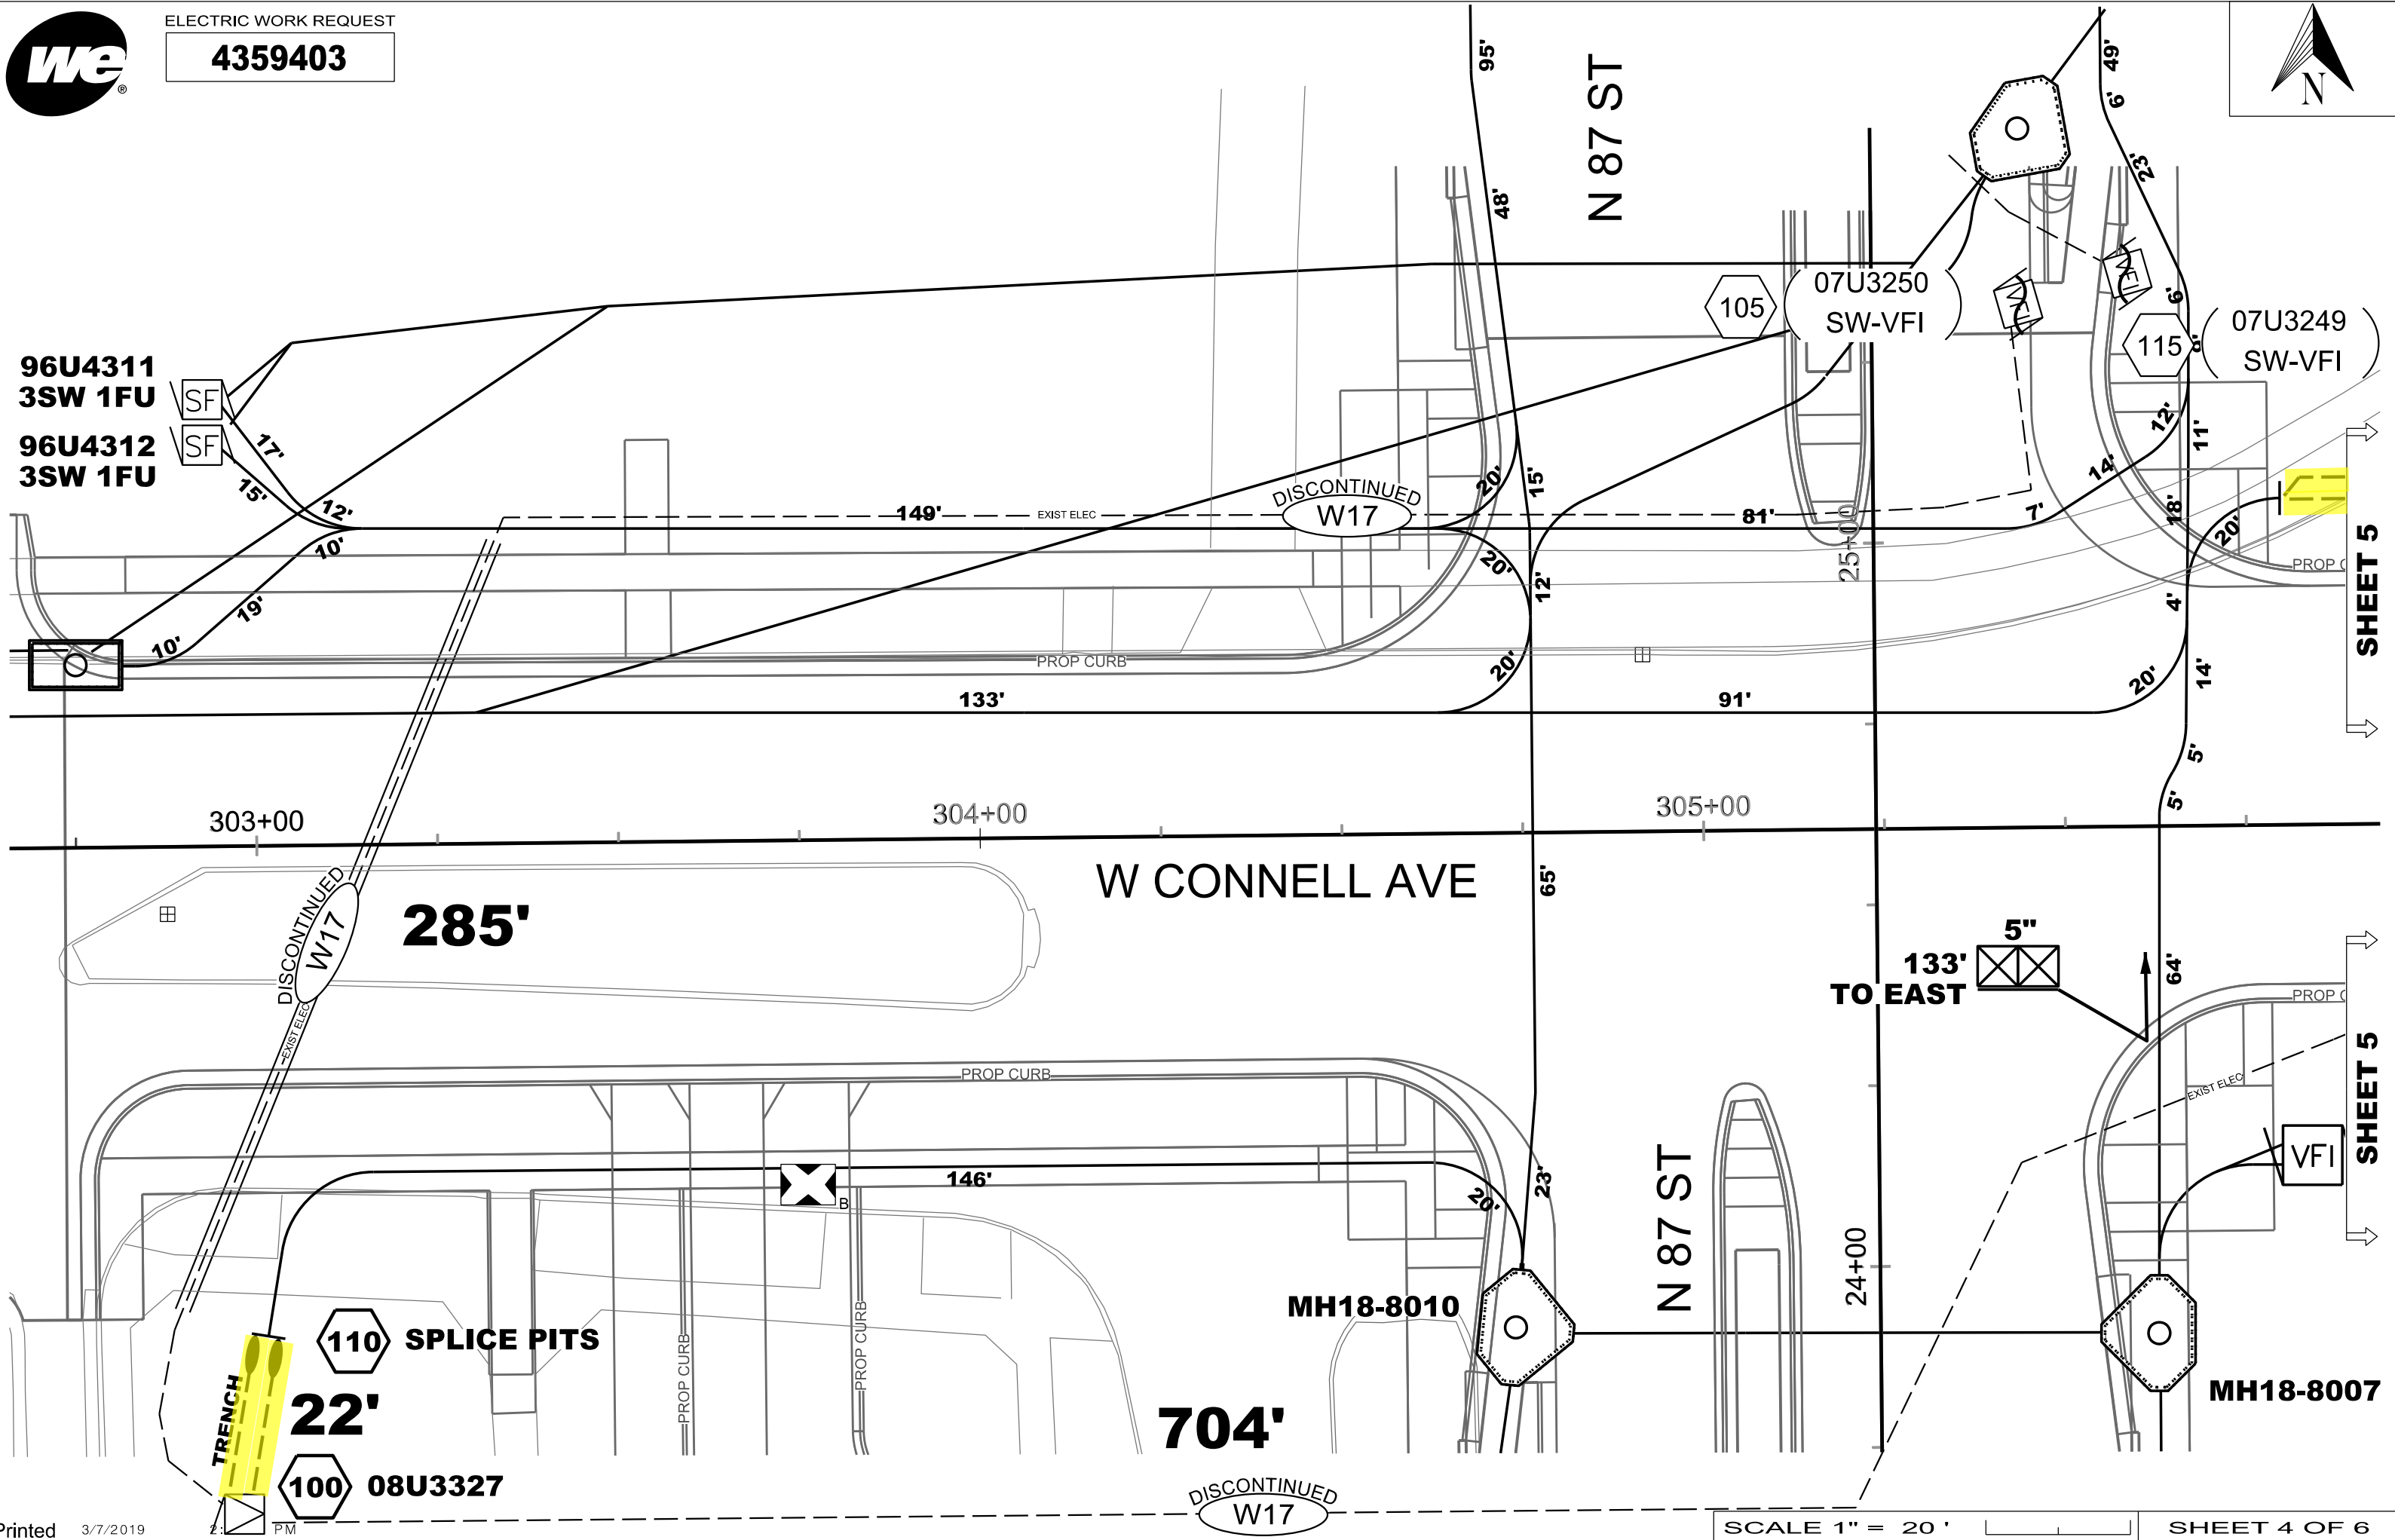 we®
ELECTRIC WORK REQUEST
4359403
N
N 87 ST
95'
48'
49'
6'
23'
6'
8'
105
07U3250
SW-VFI
VFI
VFI
115
07U3249
SW-VFI
96U4311
3SW 1FU
SF
96U4312
3SW 1FU
SF
17'
15'
12'
10'
19'
10'
149'
EXIST ELEC
DISCONTINUED
W17
20'
15'
20'
12'
20'
81'
25+00
7'
14'
12'
11'
18'
20'
4'
14'
20'
5'
5'
PROP C
SHEET 5
PROP CURB
133'
91'
303+00
304+00
305+00
W CONNELL AVE
65'
DISCONTINUED
W17
EXIST ELEC
285'
5"
133'
TO EAST
64'
PROP C
EXIST ELEC
VFI
SHEET 5
PROP CURB
146'
B
20'
23'
N 87 ST
24+00
MH18-8010
MH18-8007
110
SPLICE PITS
TRENCH
22'
PROP CURB
PROP CURB
704'
100
08U3327
DISCONTINUED
W17
Printed 3/7/2019 2: PM
SCALE 1" = 20 '
SHEET 4 OF 6